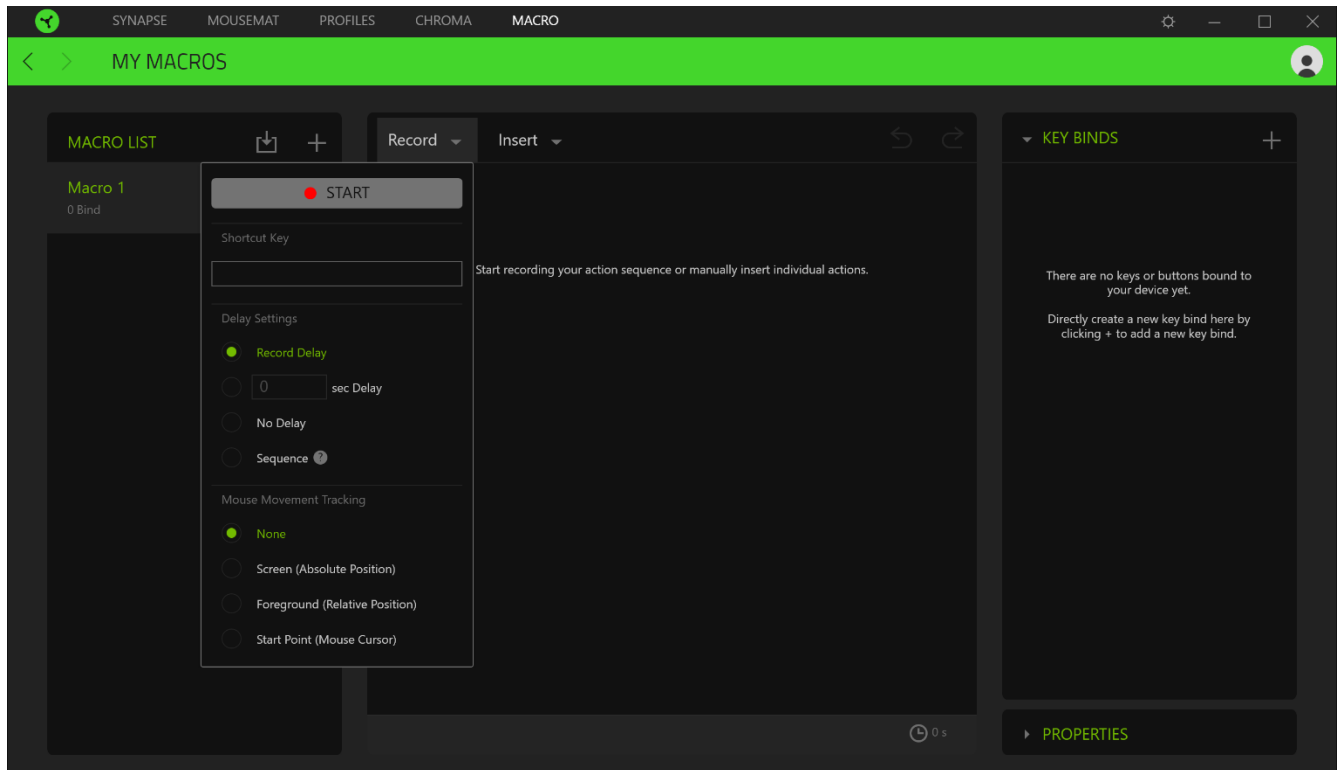 SYNAPSE MOUSEMAT PROFILES CHROMA MACRO
MY MACROS
MACRO LIST
Macro 1
0 Bind
Record
Insert
START
Shortcut Key
Delay Settings
Record Delay
0 sec Delay
No Delay
Sequence ?
Mouse Movement Tracking
None
Screen (Absolute Position)
Foreground (Relative Position)
Start Point (Mouse Cursor)
Start recording your action sequence or manually insert individual actions.
0 s
KEY BINDS
There are no keys or buttons bound to
your device yet.
Directly create a new key bind here by
clicking + to add a new key bind.
PROPERTIES